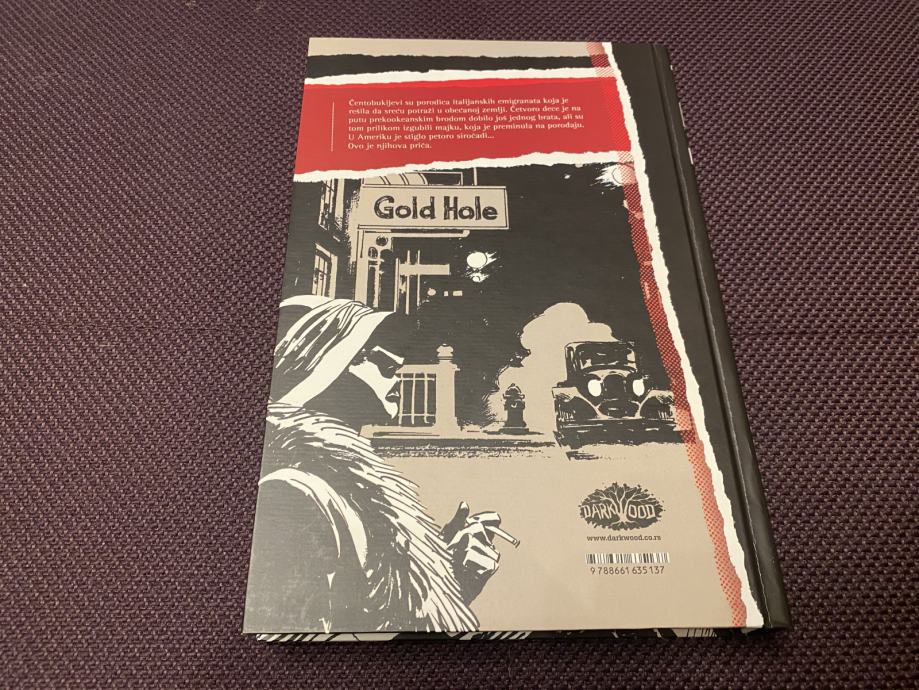 Čentobukijevi su porodica italijanskih emigranata koja je
rešila da sreću potraži u obećanoj zemlji. Četvoro dece je na
putu prekookeanskim brodom dobilo još jednog brata, ali su
tom prilikom izgubili majku, koja je preminula na porođaju.
U Ameriku je stiglo petoro siročadi...
Ovo je njihova priča.
Gold Hole
DARKWOOD
www.darkwood.co.rs
9 788661 635137